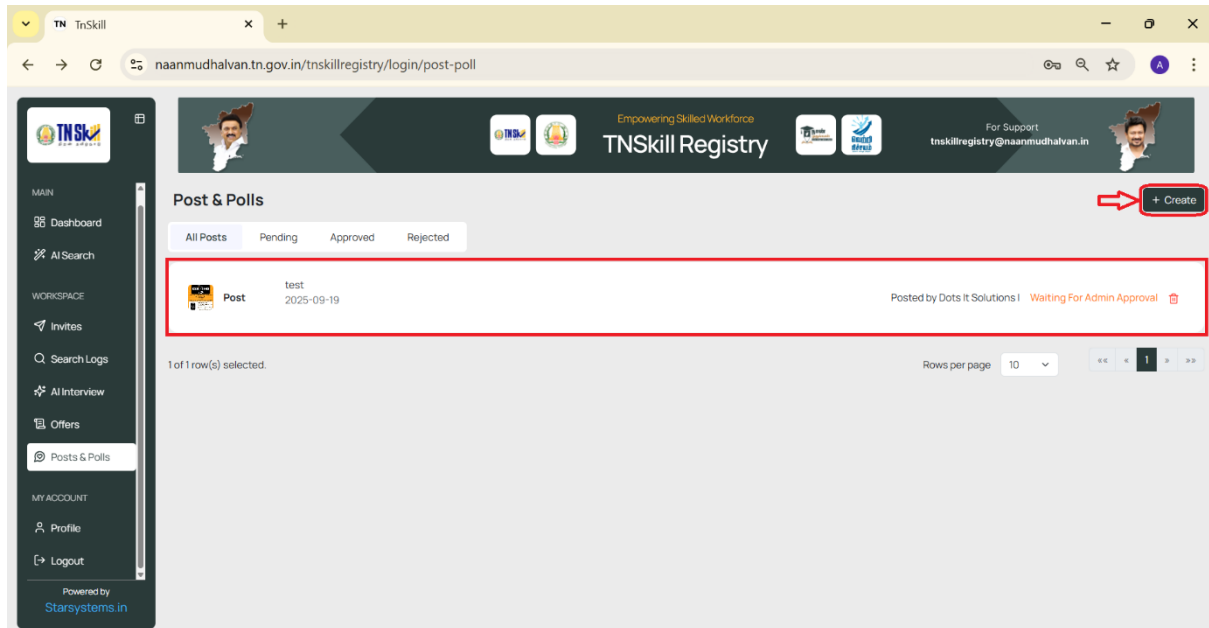 TN TnSkill
naanmudhalvan.tn.gov.in/tnskillregistry/login/post-poll
A
TN Skill
Empowering Skilled Workforce
TNSkill Registry
For Support
tnskillregistry@naanmudhalvan.in
MAIN
Dashboard
AI Search
WORKSPACE
Invites
Search Logs
AI Interview
Offers
Posts & Polls
MY ACCOUNT
Profile
Logout
Powered by
Starsystems.in
Post & Polls
+ Create
All Posts Pending Approved Rejected
Post
test
2025-09-19
Posted by Dots It Solutions | Waiting For Admin Approval
1 of 1 row(s) selected.
Rows per page 10
«« « 1 » »»